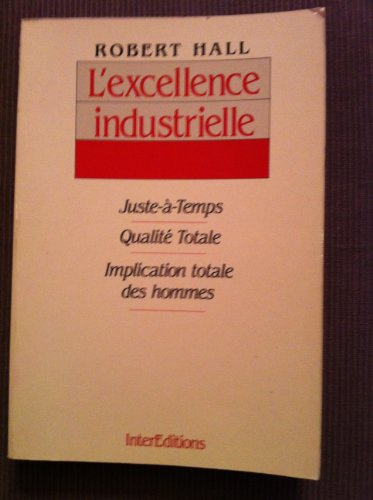 ROBERT HALL
L'excellence
industrielle
Juste-à-Temps
Qualité Totale
Implication totale
des hommes
InterEditions